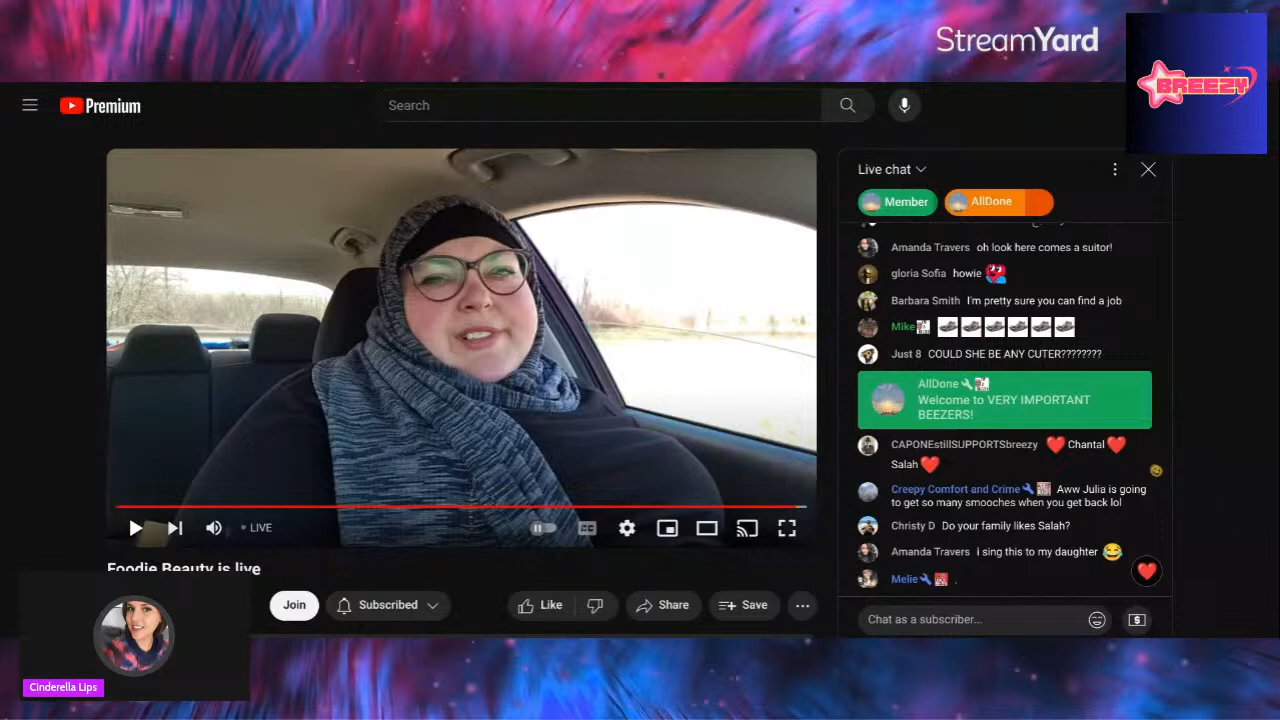 StreamYard
BREEZY
Premium
Search
Live chat
Member
AllDone
Amanda Travers oh look here comes a suitor!
gloria Sofia howie
Barbara Smith I'm pretty sure you can find a job
Mike
Just 8 COULD SHE BE ANY CUTER????????
AllDone
Welcome to VERY IMPORTANT
BEEZERS!
CAPONEstillSUPPORTSbreezy Chantal
Salah
Creepy Comfort and Crime Aww Julia is going
to get so many smooches when you get back lol
Christy D Do your family likes Salah?
Amanda Travers i sing this to my daughter
Melie .
Chat as a subscriber...
LIVE
CC
Foodie Beauty is live
Join
Subscribed
Like
Share
Save
Cinderella Lips